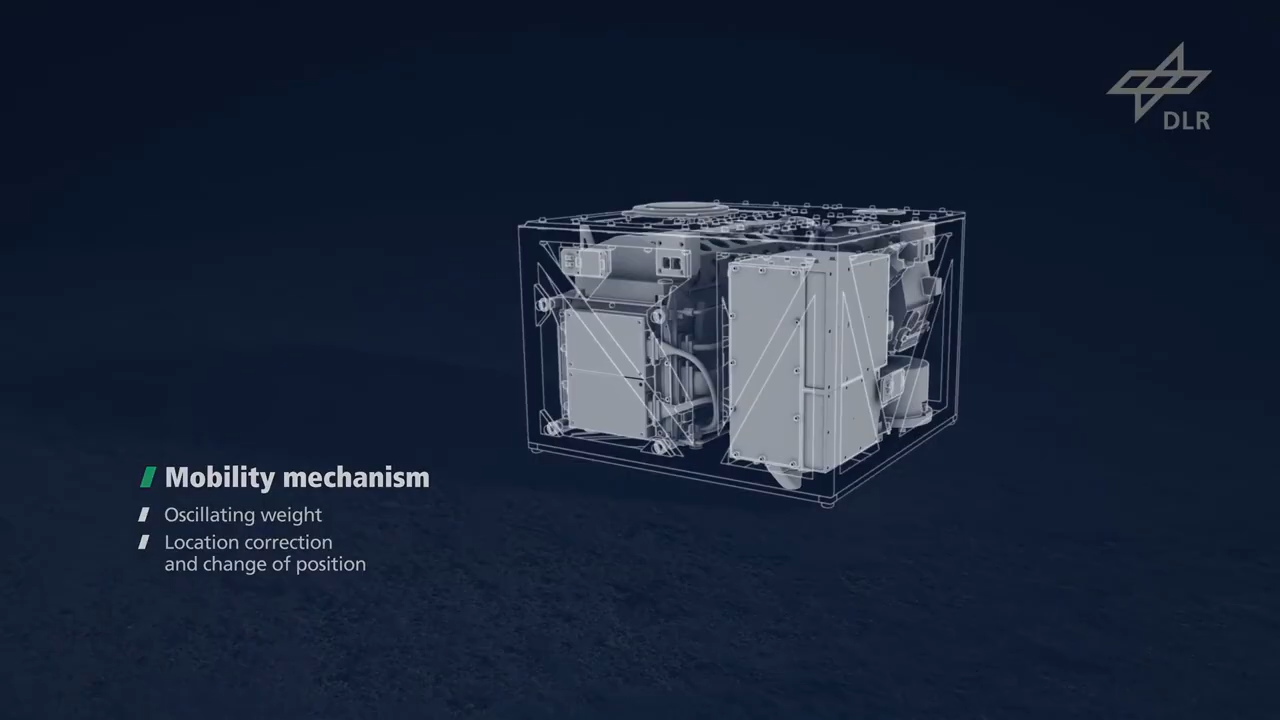 DLR
Mobility mechanism
Oscillating weight
Location correction
and change of position